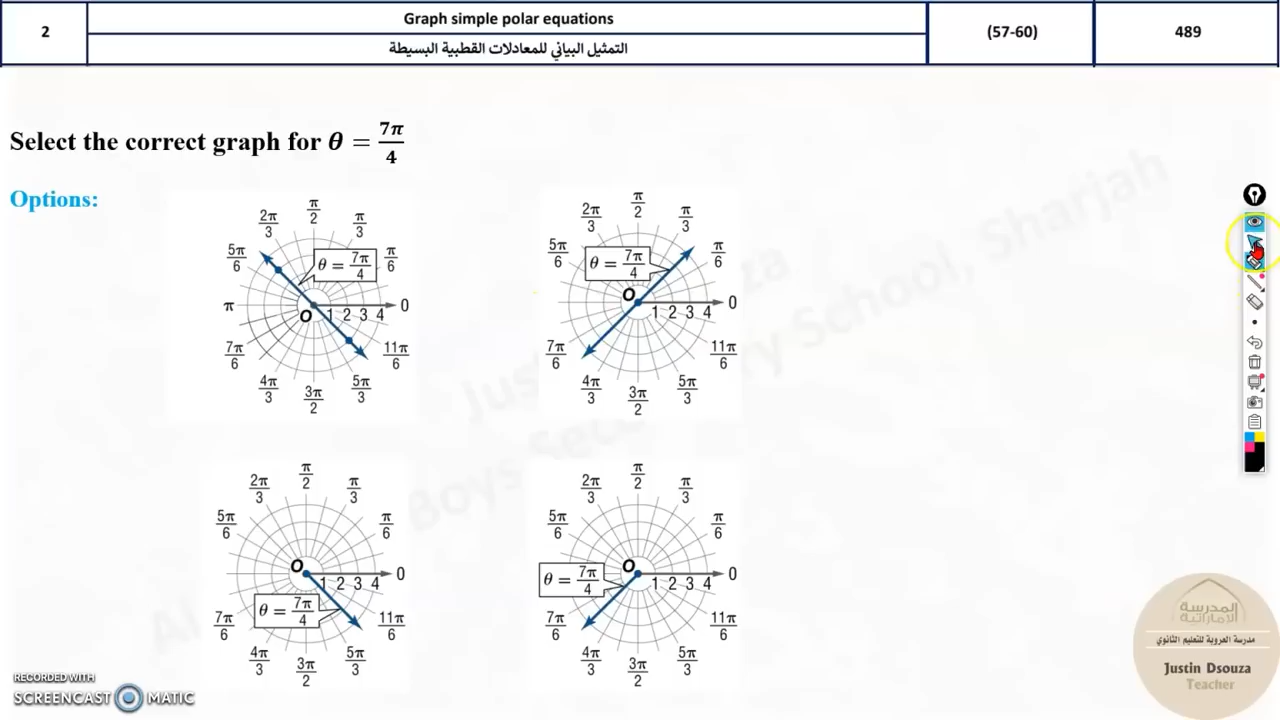 2
Graph simple polar equations
(57-60)
489
التمثيل البياني للمعادلات القطبية البسيطة
Select the correct graph for θ = 7π/4
Options:
π/2
2π/3 π/3
5π/6 θ = 7π/4 π/6
π O 1 2 3 4 0
7π/6 11π/6
4π/3 5π/3
3π/2
π/2
2π/3 π/3
5π/6 θ = 7π/4 π/6
O 1 2 3 4 0
7π/6 11π/6
4π/3 5π/3
3π/2
π/2
2π/3 π/3
5π/6 π/6
O 1 2 3 4 0
θ = 7π/4
7π/6 11π/6
4π/3 5π/3
3π/2
π/2
2π/3 π/3
5π/6 π/6
O 1 2 3 4 0
θ = 7π/4
7π/6 11π/6
4π/3 5π/3
3π/2
المدرسة
الإماراتية
مدرسة العروبة للتعليم الثانوي
Justin Dsouza
Teacher
RECORDED WITH
SCREENCAST MATIC